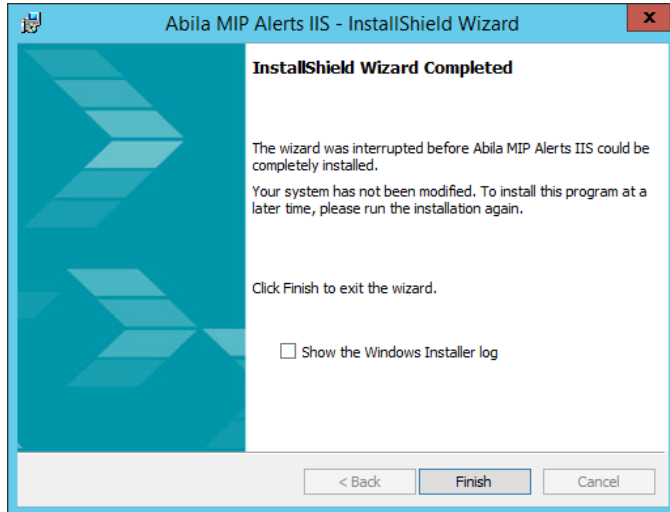 Abila MIP Alerts IIS - InstallShield Wizard
x
InstallShield Wizard Completed
The wizard was interrupted before Abila MIP Alerts IIS could be
completely installed.
Your system has not been modified. To install this program at a
later time, please run the installation again.
Click Finish to exit the wizard.
Show the Windows Installer log
< Back
Finish
Cancel